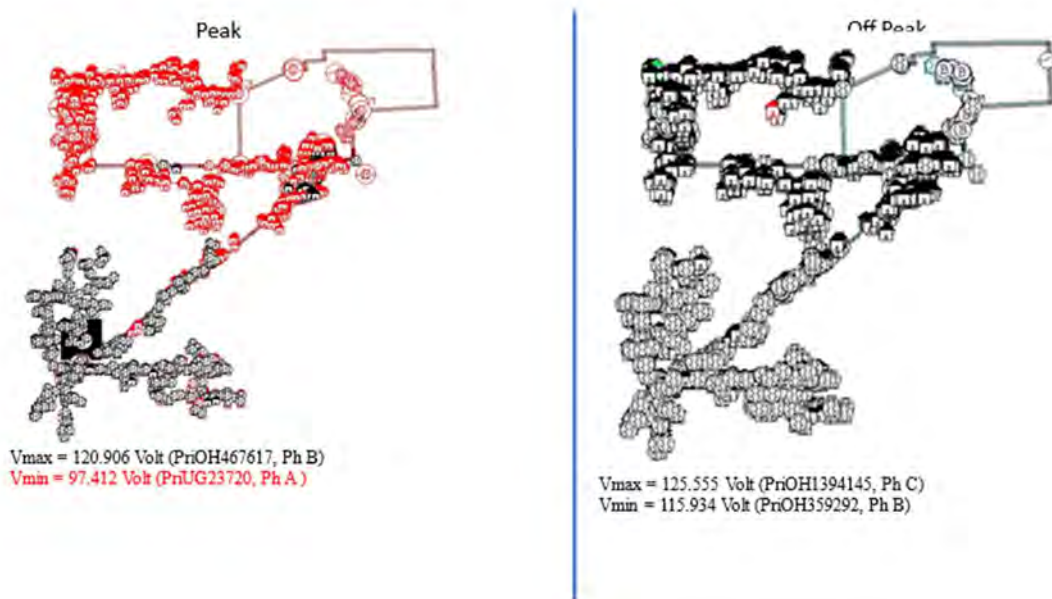 Peak
Vmax = 120.906 Volt (PriOH467617, Ph B)
Vmin = 97.412 Volt (PriUG23720, Ph A )
Off Peak
Vmax = 125.555 Volt (PriOH1394145, Ph C)
Vmin = 115.934 Volt (PriOH359292, Ph B)